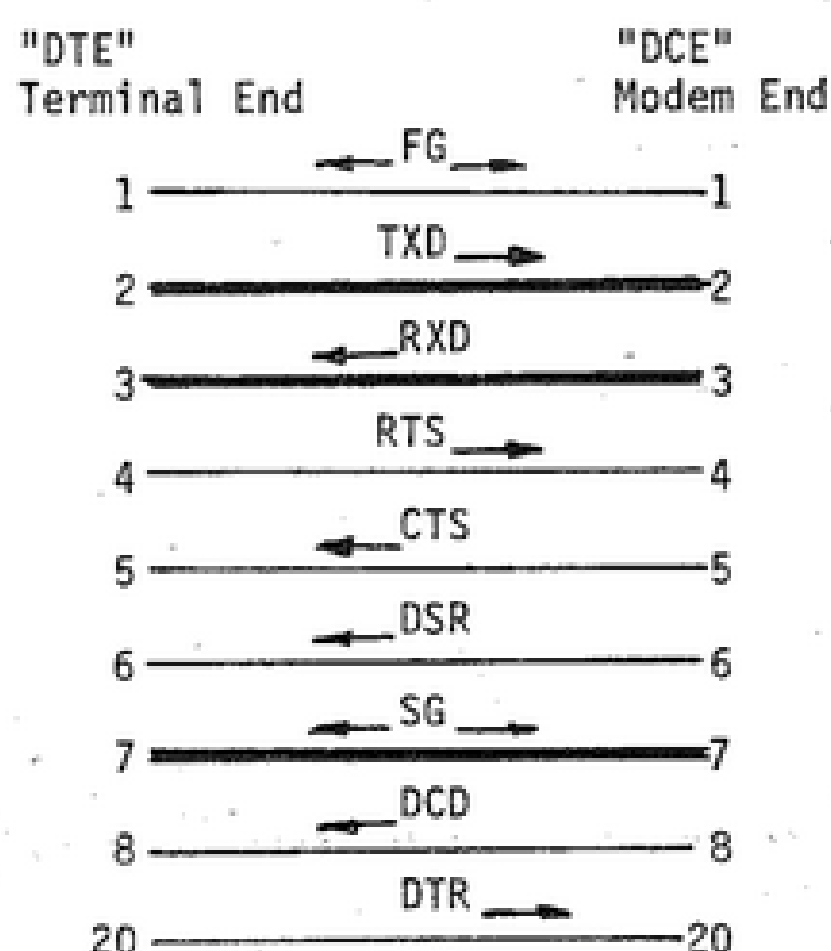 "DTE" "DCE"
Terminal End Modem End
FG
1 1
TXD
2 2
RXD
3 3
RTS
4 4
CTS
5 5
DSR
6 6
SG
7 7
DCD
8 8
DTR
20 20